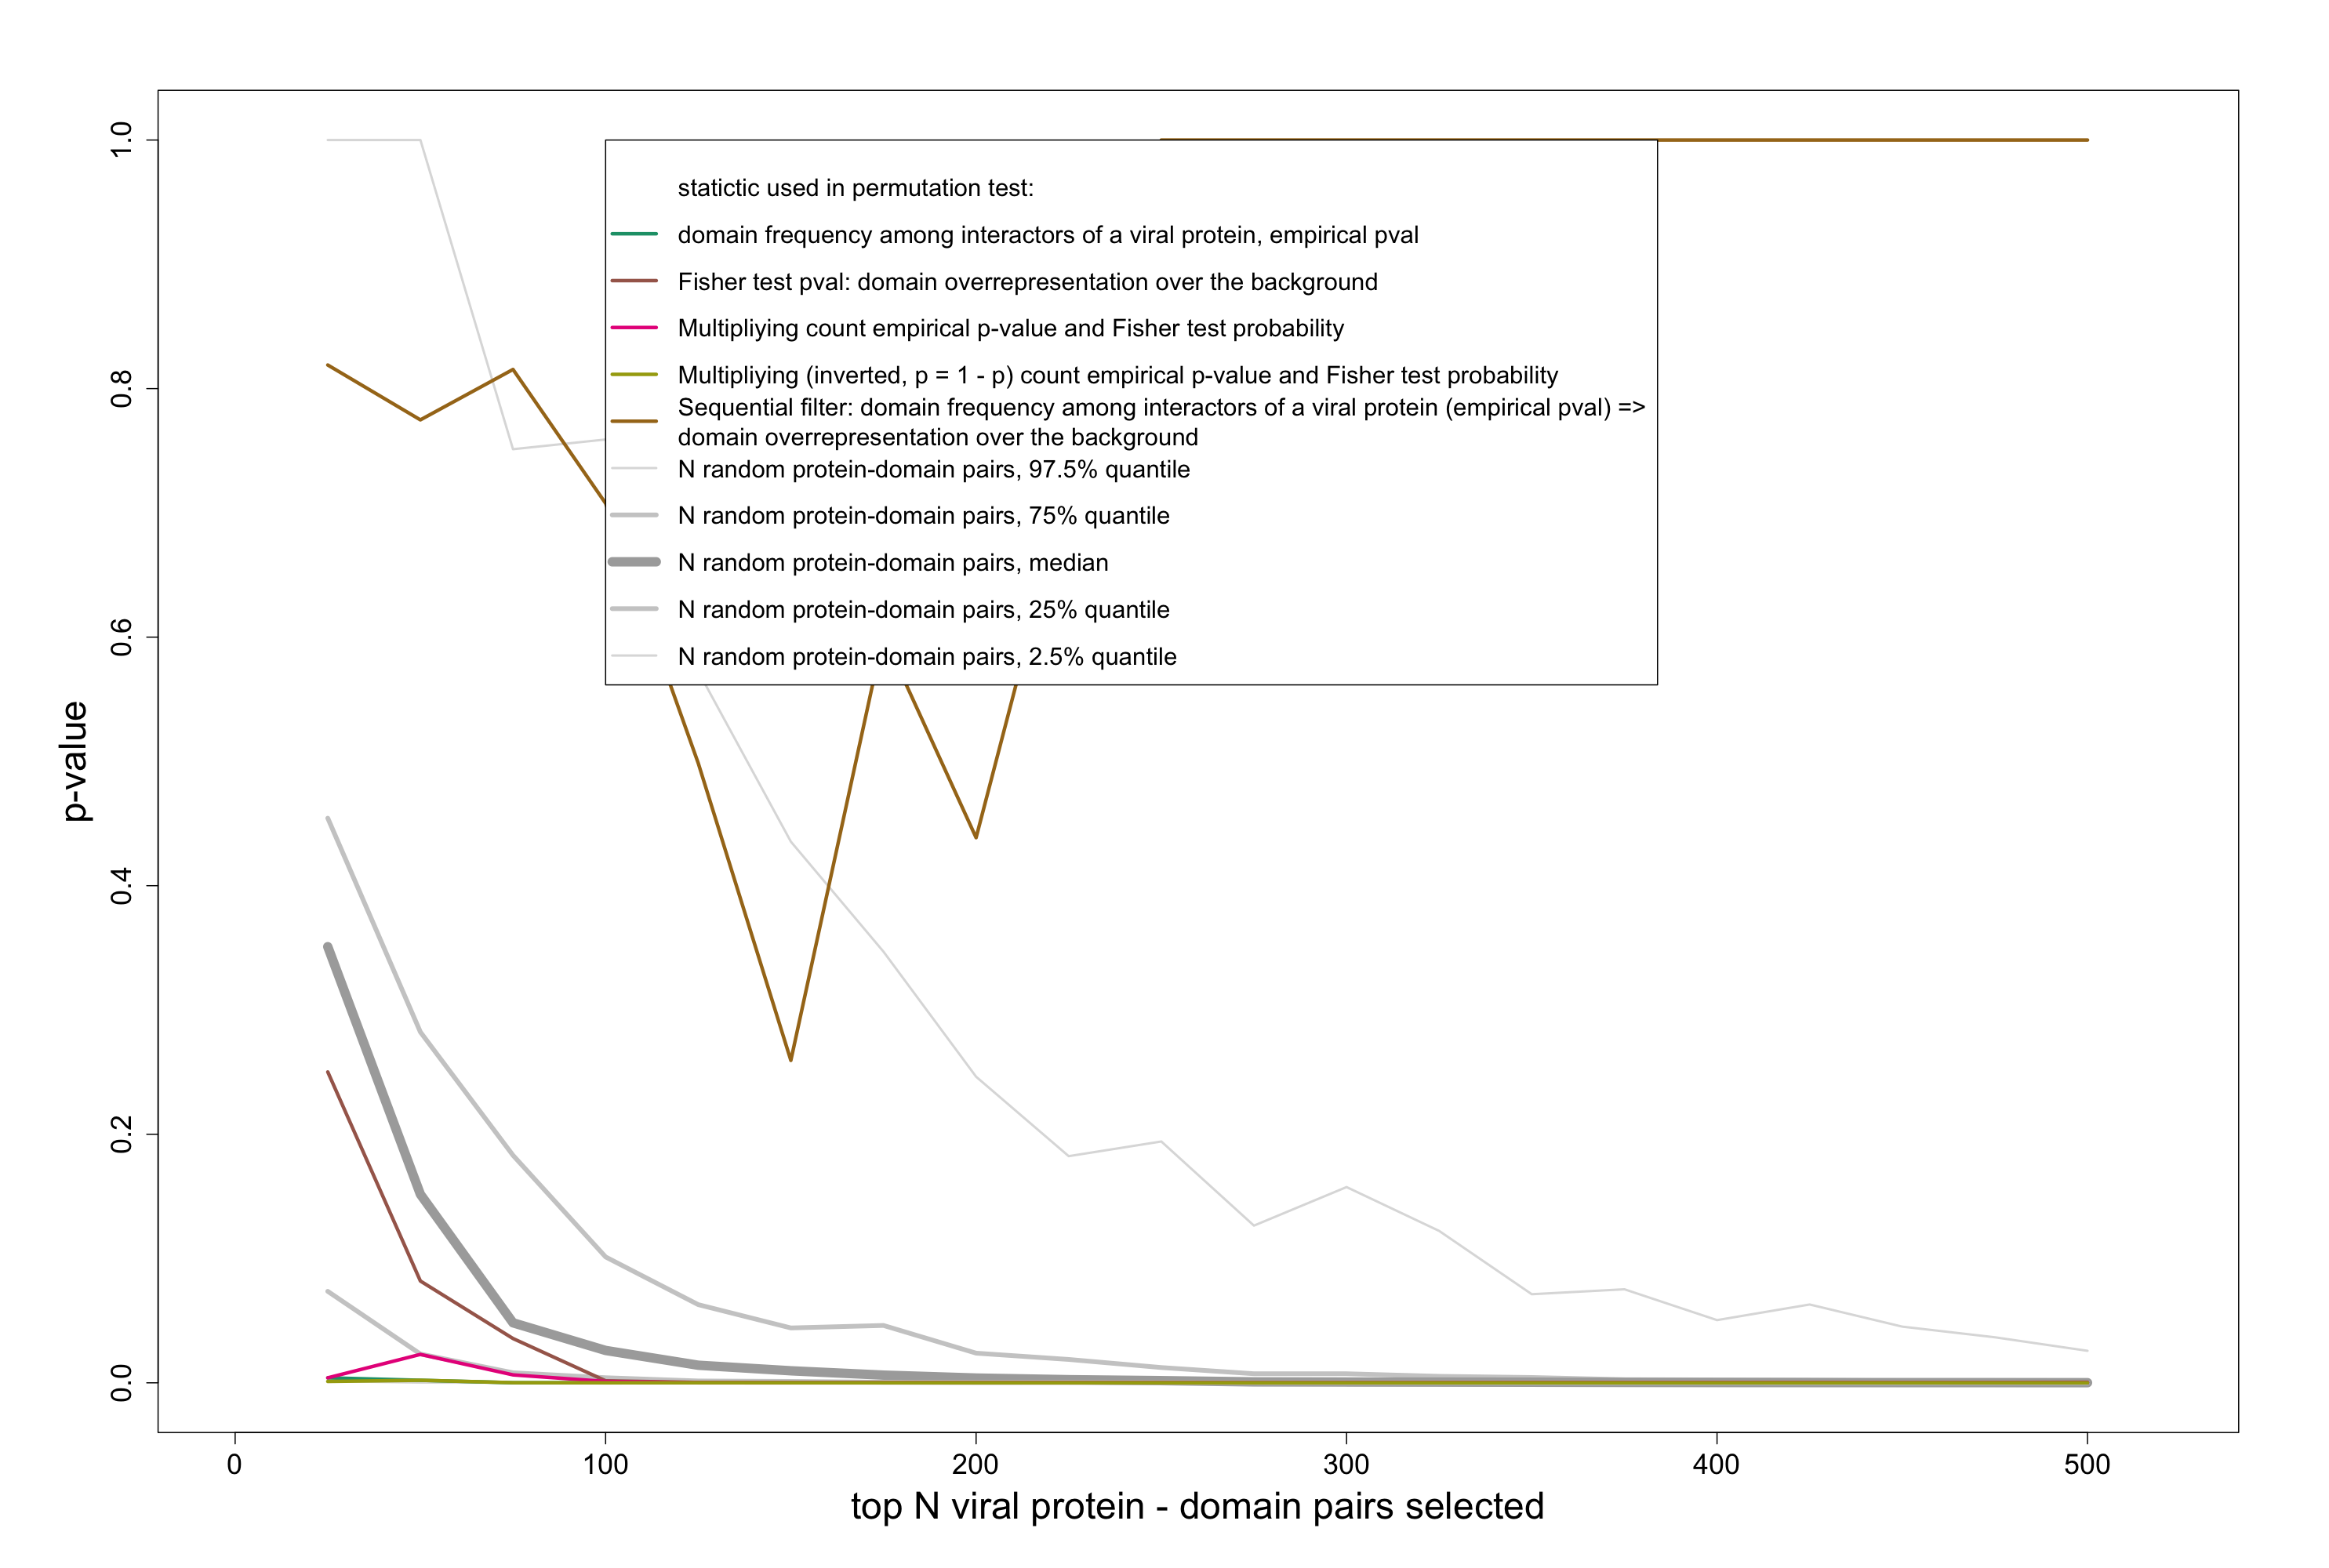 statictic used in permutation test:
domain frequency among interactors of a viral protein, empirical pval
Fisher test pval: domain overrepresentation over the background
Multipliying count empirical p-value and Fisher test probability
Multipliying (inverted, p = 1 - p) count empirical p-value and Fisher test probability
Sequential filter: domain frequency among interactors of a viral protein (empirical pval) =>
domain overrepresentation over the background
N random protein-domain pairs, 97.5% quantile
N random protein-domain pairs, 75% quantile
N random protein-domain pairs, median
N random protein-domain pairs, 25% quantile
N random protein-domain pairs, 2.5% quantile
p-value
1.0
0.8
0.6
0.4
0.2
0.0
0 100 200 300 400 500
top N viral protein - domain pairs selected